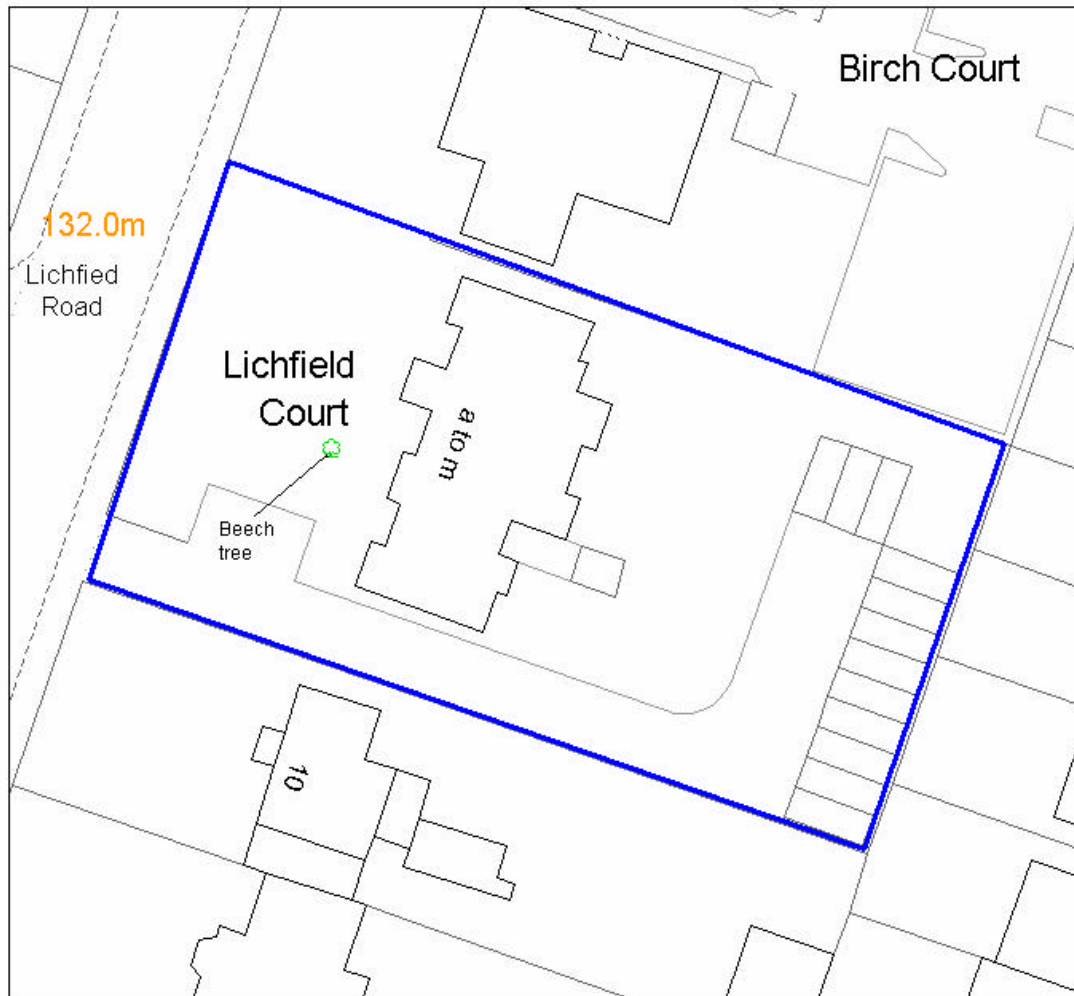 Birch Court
132.0m
Lichfied
Road
Lichfield
Court
a to m
Beech
tree
10